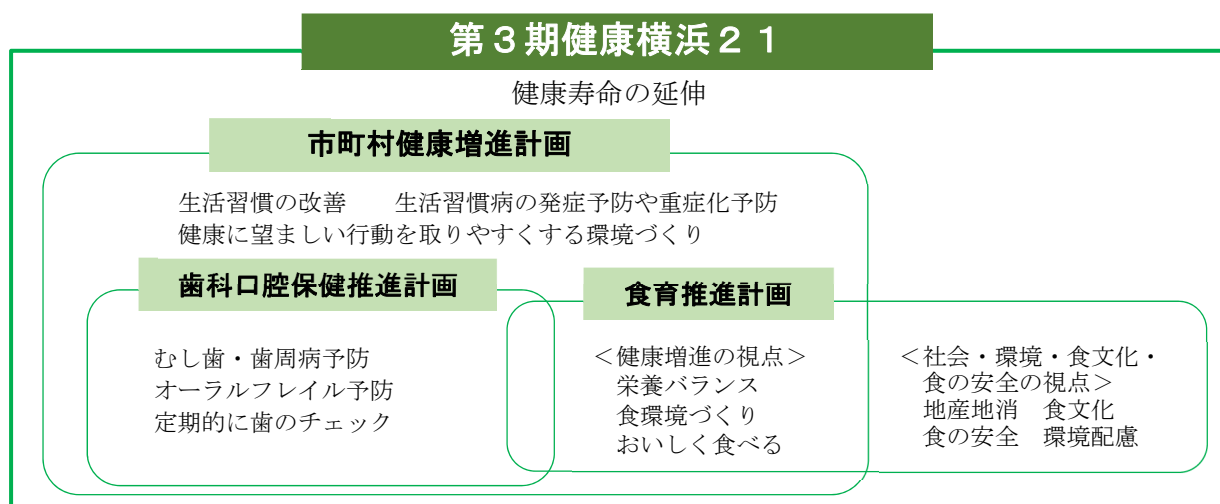 第３期健康横浜２１
健康寿命の延伸
市町村健康増進計画
生活習慣の改善　　生活習慣病の発症予防や重症化予防
健康に望ましい行動を取りやすくする環境づくり
歯科口腔保健推進計画
むし歯・歯周病予防
オーラルフレイル予防
定期的に歯のチェック
食育推進計画
＜健康増進の視点＞
栄養バランス
食環境づくり
おいしく食べる
＜社会・環境・食文化・
食の安全の視点＞
地産地消　食文化
食の安全　環境配慮